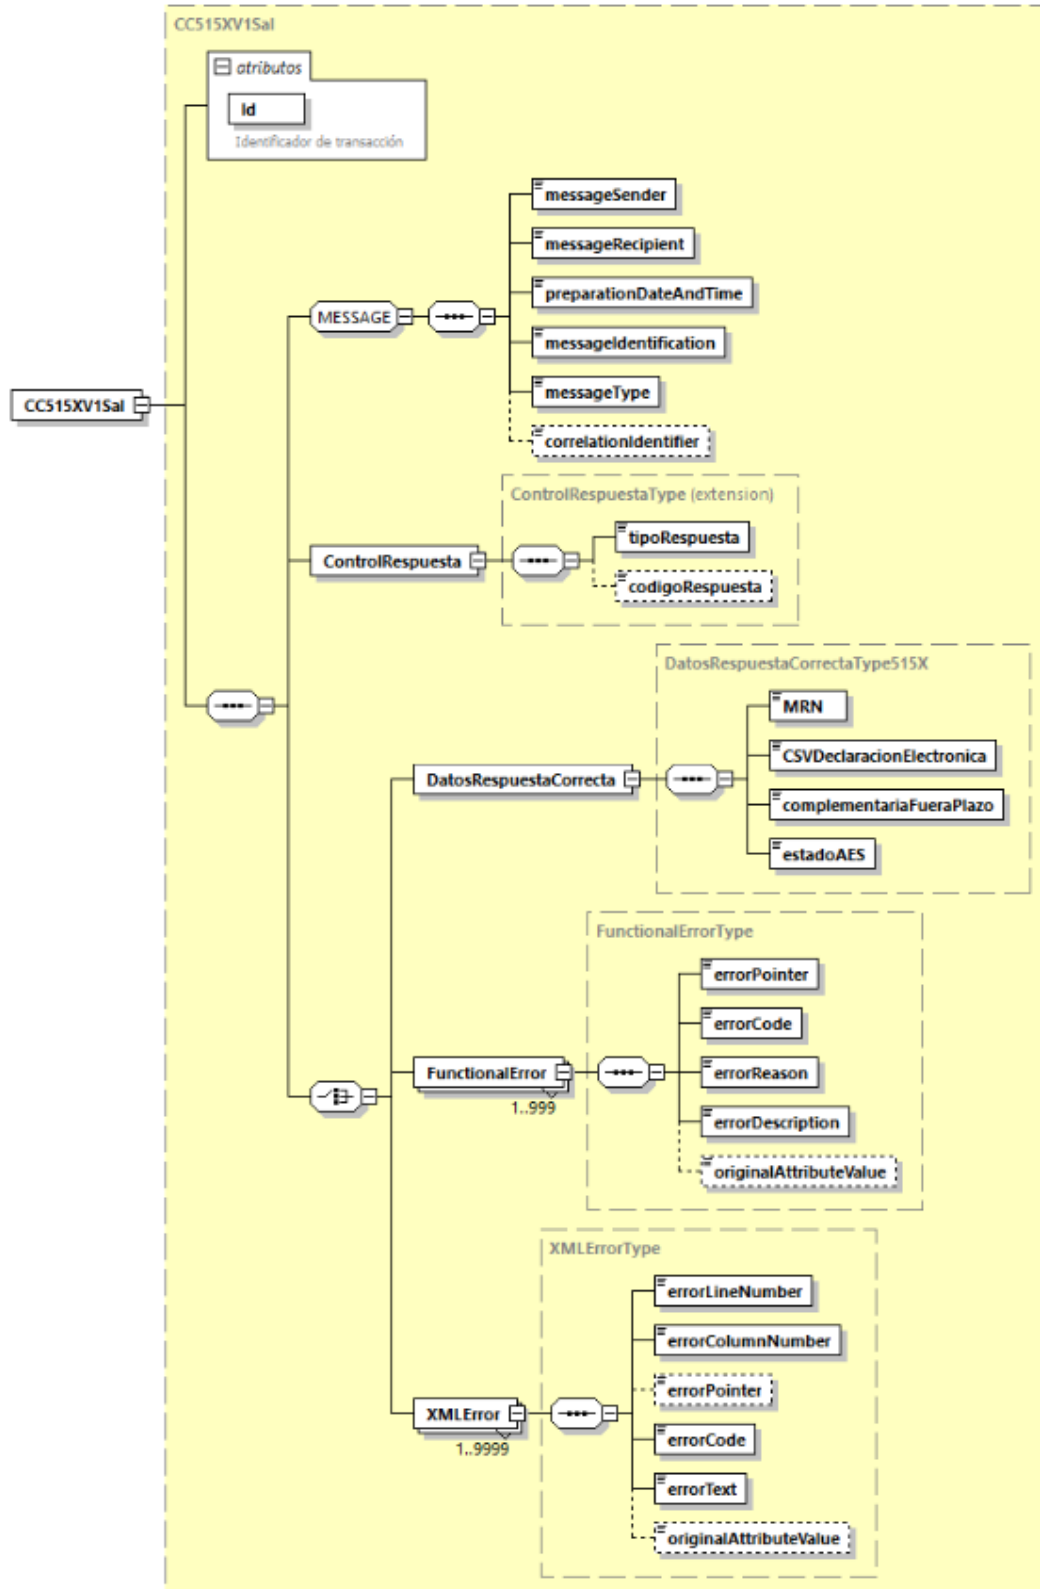 CC515XV1Sal
atributos
Id
Identificador de transacción
messageSender
messageRecipient
preparationDateAndTime
MESSAGE
messageIdentification
messageType
CC515XV1Sal
correlationIdentifier
ControlRespuestaType (extension)
tipoRespuesta
ControlRespuesta
codigoRespuesta
DatosRespuestaCorrectaType515X
MRN
CSVDeclaracionElectronica
DatosRespuestaCorrecta
complementariaFueraPlazo
estadoAES
FunctionalErrorType
errorPointer
errorCode
FunctionalError
errorReason
1..999
errorDescription
originalAttributeValue
XMLErrorType
errorLineNumber
errorColumnNumber
errorPointer
XMLError
1..9999
errorCode
errorText
originalAttributeValue